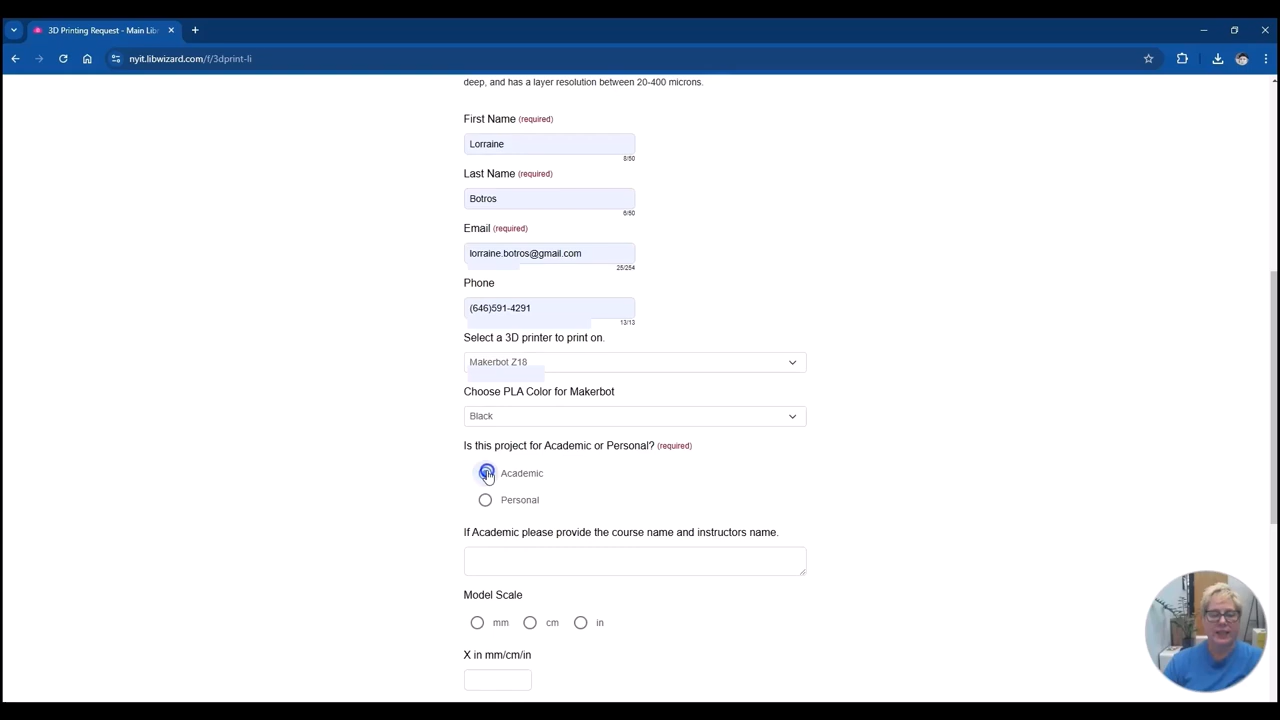 3D Printing Request - Main Libr
nyit.libwizard.com/f/3dprint-li
deep, and has a layer resolution between 20-400 microns.
First Name (required)
Lorraine
8/50
Last Name (required)
Botros
6/50
Email (required)
lorraine.botros@gmail.com
25/254
Phone
(646)591-4291
13/13
Select a 3D printer to print on.
Makerbot Z18
Choose PLA Color for Makerbot
Black
Is this project for Academic or Personal? (required)
Academic
Personal
If Academic please provide the course name and instructors name.
Model Scale
mm cm in
X in mm/cm/in